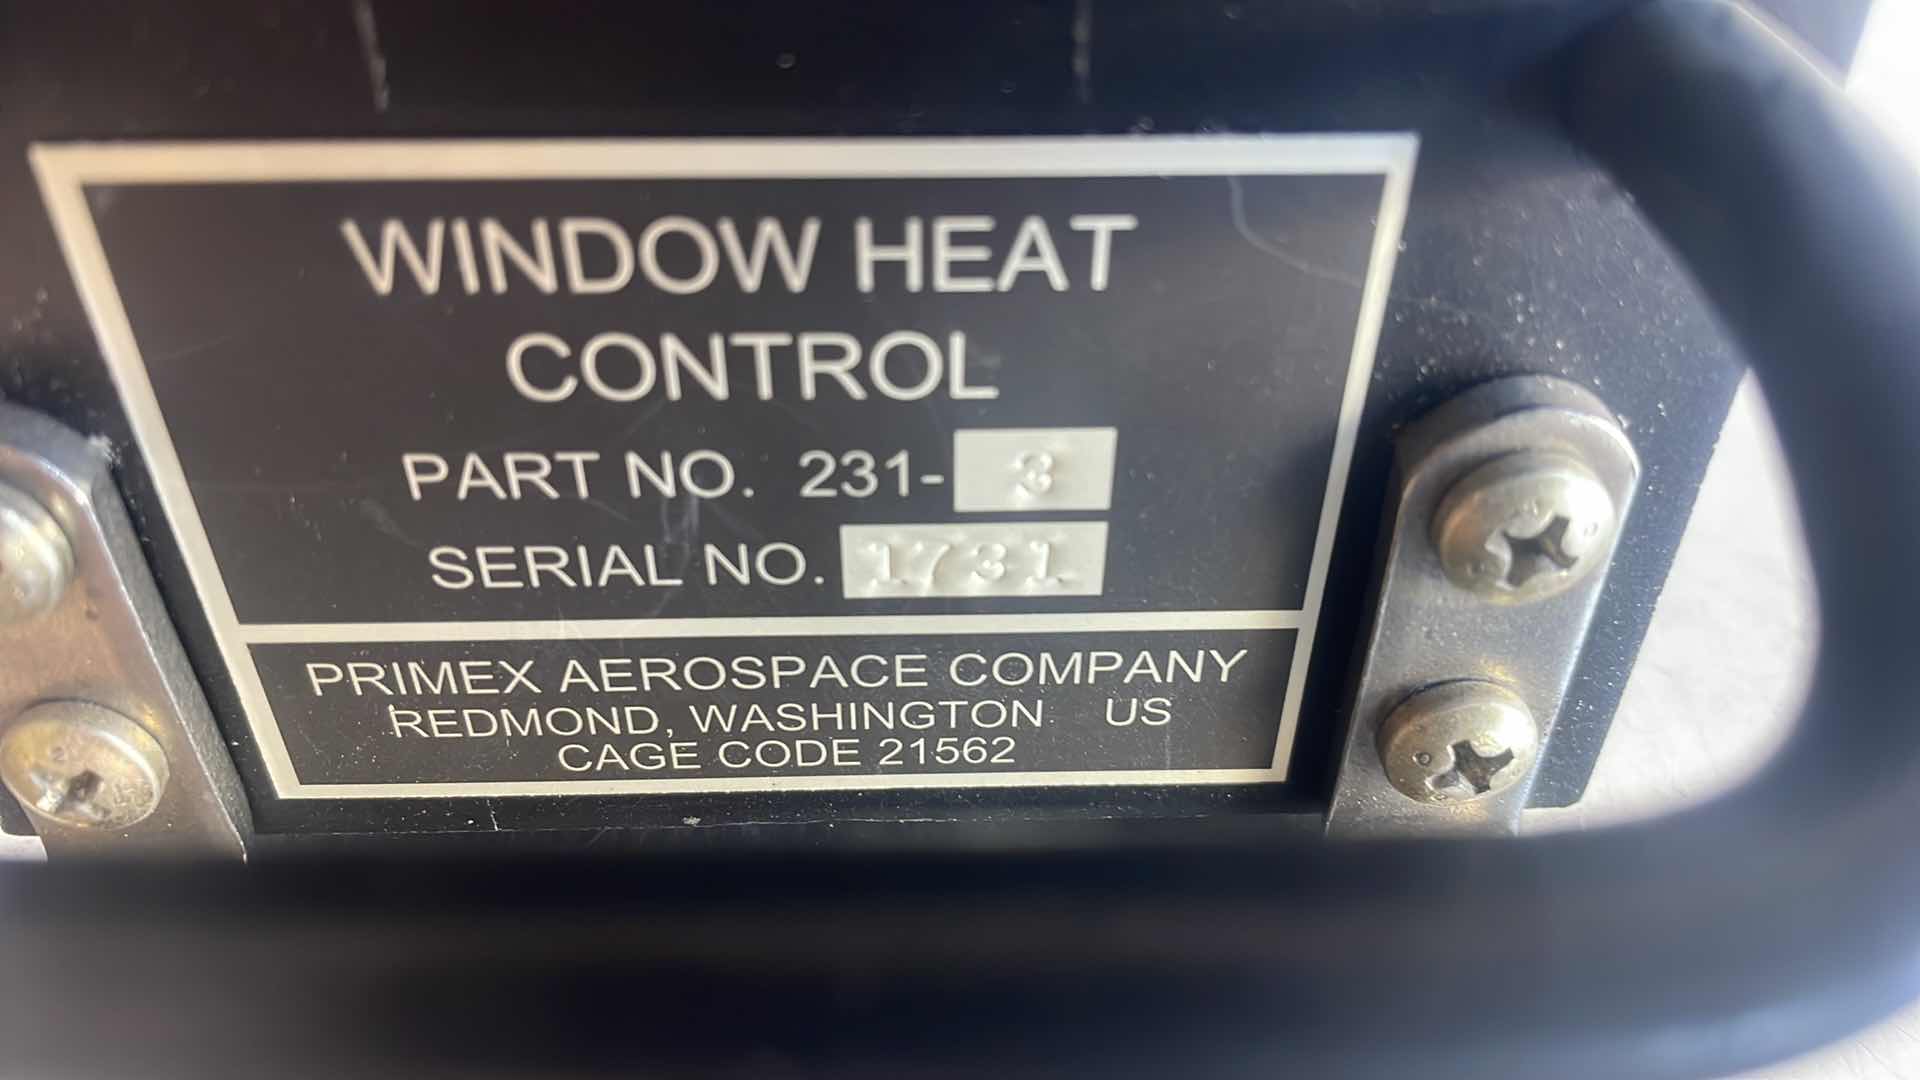 WINDOW HEAT
CONTROL
PART NO. 231-3
SERIAL NO. 1731
PRIMEX AEROSPACE COMPANY
REDMOND, WASHINGTON US
CAGE CODE 21562